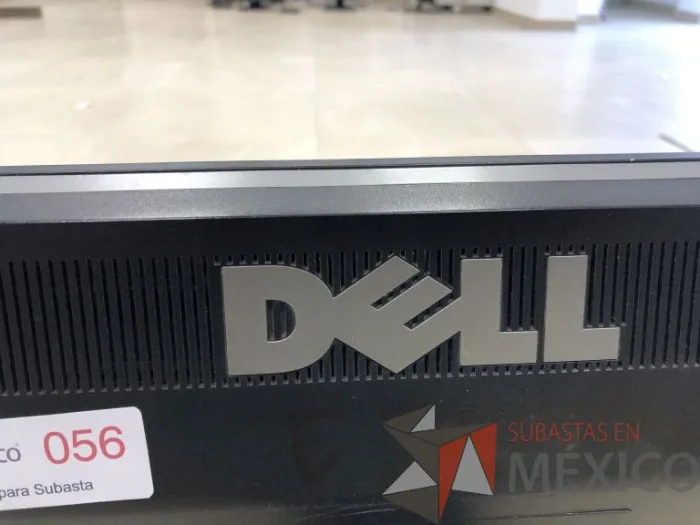 DELL
056
para Subasta
SUBASTAS EN
MÉXICO